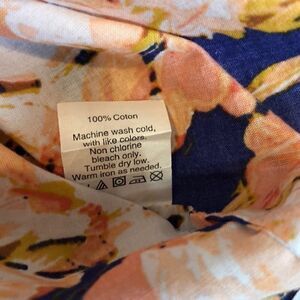 100% Coton
Machine wash cold,
with like colors.
Non chlorine
bleach only.
Tumble dry low.
Warm iron as needed.